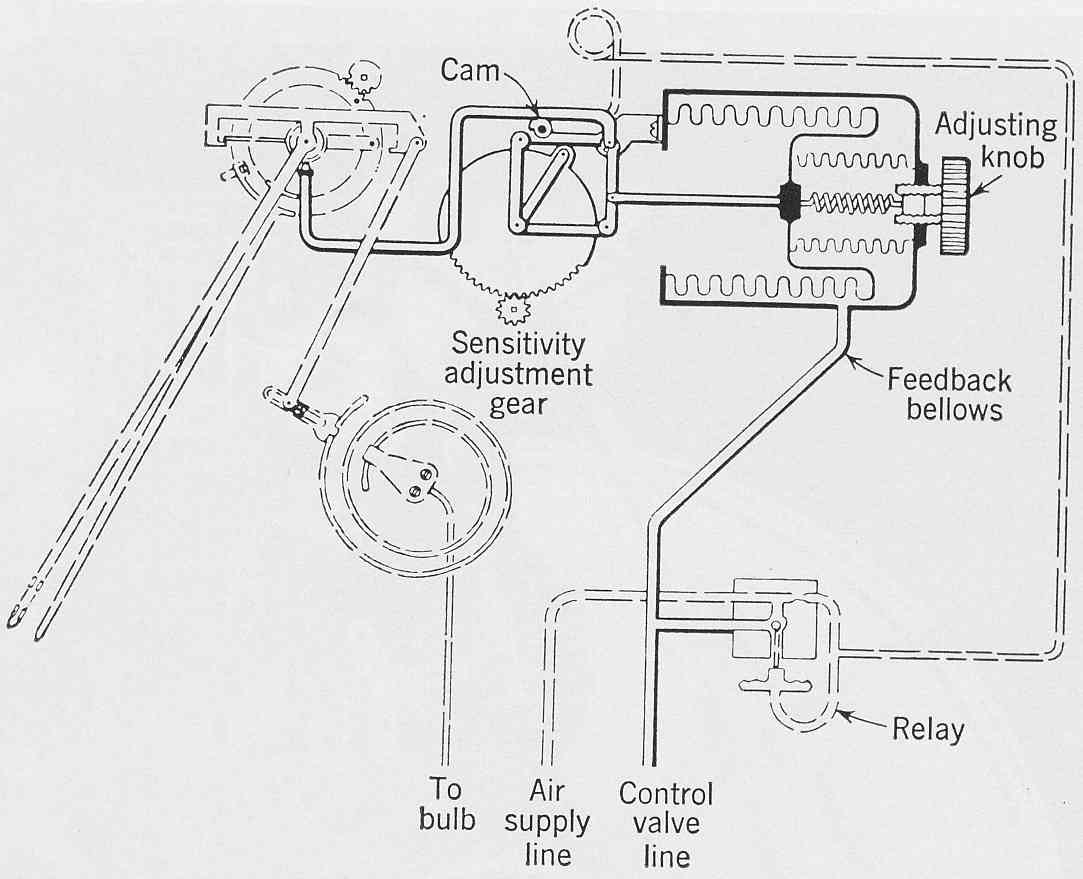 Cam
Adjusting
knob
Sensitivity
adjustment
gear
Feedback
bellows
Relay
To
bulb
Air
supply
line
Control
valve
line